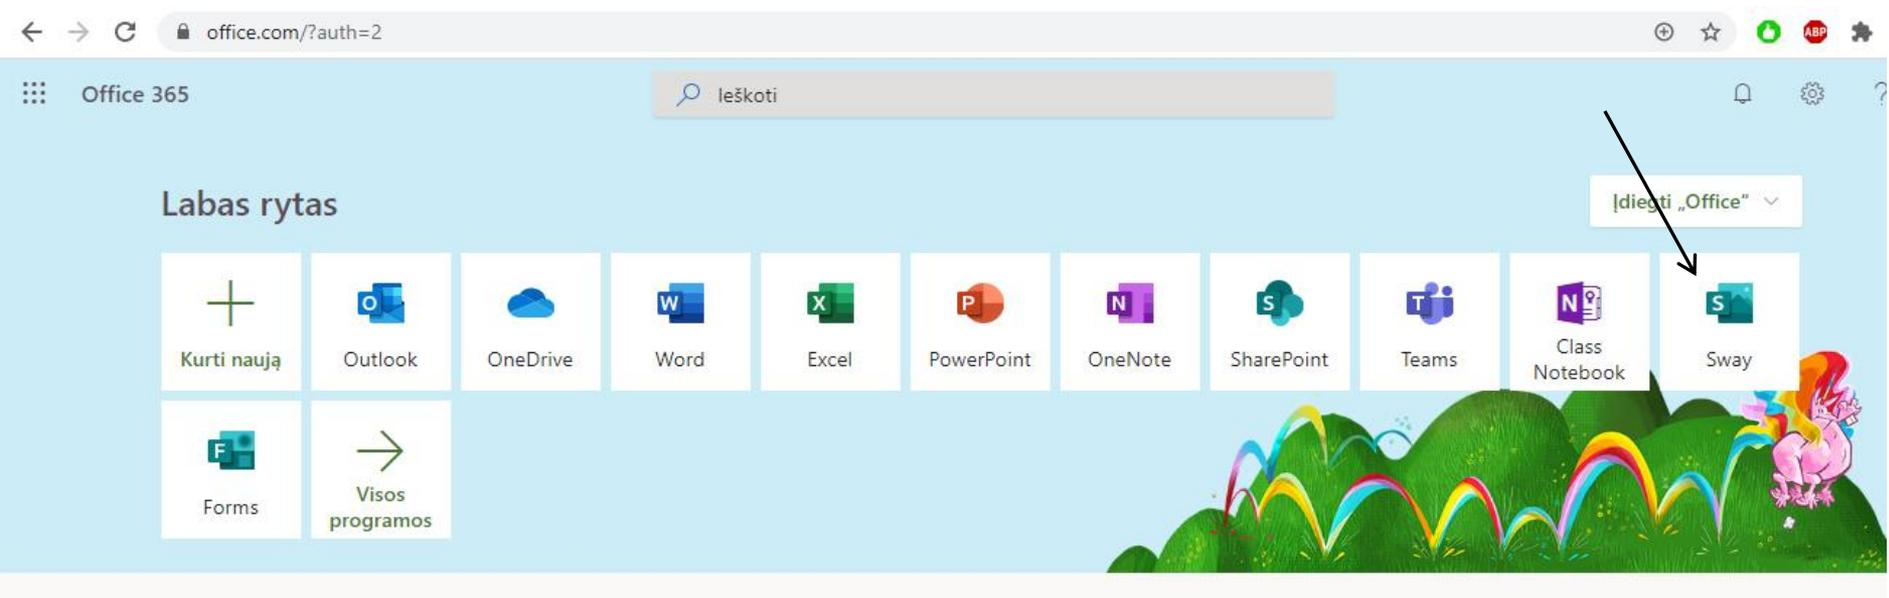 office.com/?auth=2
ABP
Office 365
Ieškoti
?
Labas rytas
Įdiegti „Office“
Kurti naują
O
Outlook
OneDrive
W
Word
X
Excel
P
PowerPoint
N
OneNote
S
SharePoint
T
Teams
N
Class
Notebook
S
Sway
F
Forms
Visos
programos